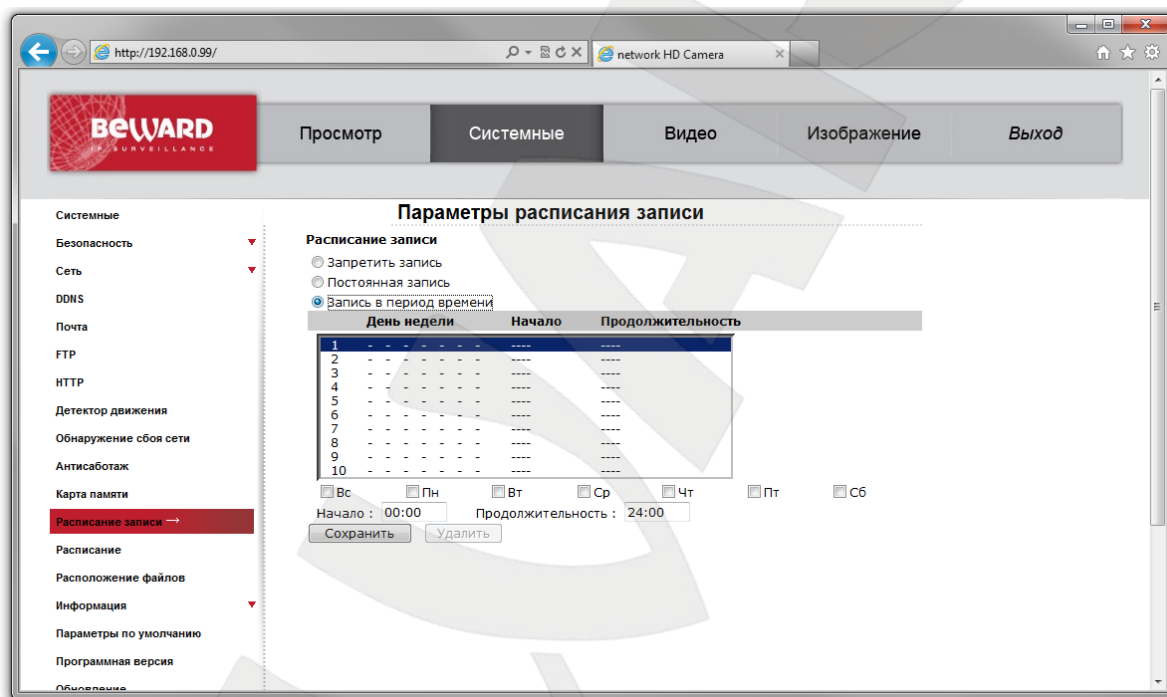 http://192.168.0.99/
network HD Camera
BEWARD
IP SURVEILLANCE
Просмотр Системные Видео Изображение Выход
Системные
Безопасность
Сеть
DDNS
Почта
FTP
HTTP
Детектор движения
Обнаружение сбоя сети
Антисаботаж
Карта памяти
Расписание записи →
Расписание
Расположение файлов
Информация
Параметры по умолчанию
Программная версия
Обновление
Параметры расписания записи
Расписание записи
Запретить запись
Постоянная запись
Запись в период времени
День недели Начало Продолжительность
1 - - - - - - - ---- ----
2 - - - - - - - ---- ----
3 - - - - - - - ---- ----
4 - - - - - - - ---- ----
5 - - - - - - - ---- ----
6 - - - - - - - ---- ----
7 - - - - - - - ---- ----
8 - - - - - - - ---- ----
9 - - - - - - - ---- ----
10 - - - - - - - ---- ----
Вс Пн Вт Ср Чт Пт Сб
Начало : 00:00 Продолжительность : 24:00
Сохранить Удалить